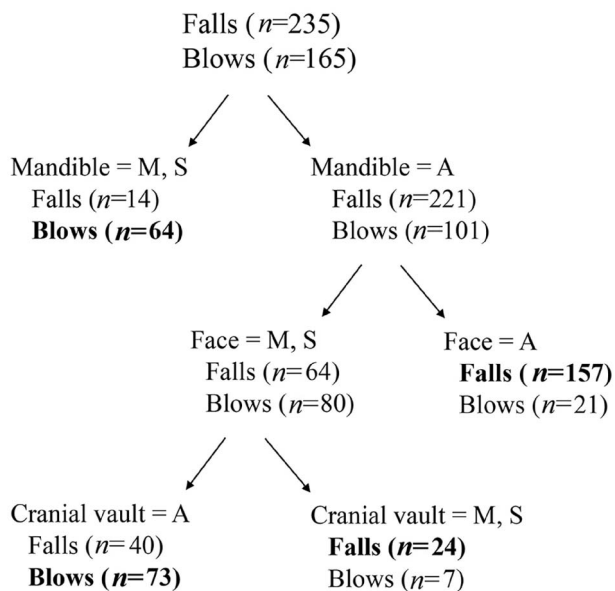 Falls (n=235)
Blows (n=165)
Mandible = M, S
Falls (n=14)
Blows (n=64)
Mandible = A
Falls (n=221)
Blows (n=101)
Face = M, S
Falls (n=64)
Blows (n=80)
Face = A
Falls (n=157)
Blows (n=21)
Cranial vault = A
Falls (n=40)
Blows (n=73)
Cranial vault = M, S
Falls (n=24)
Blows (n=7)